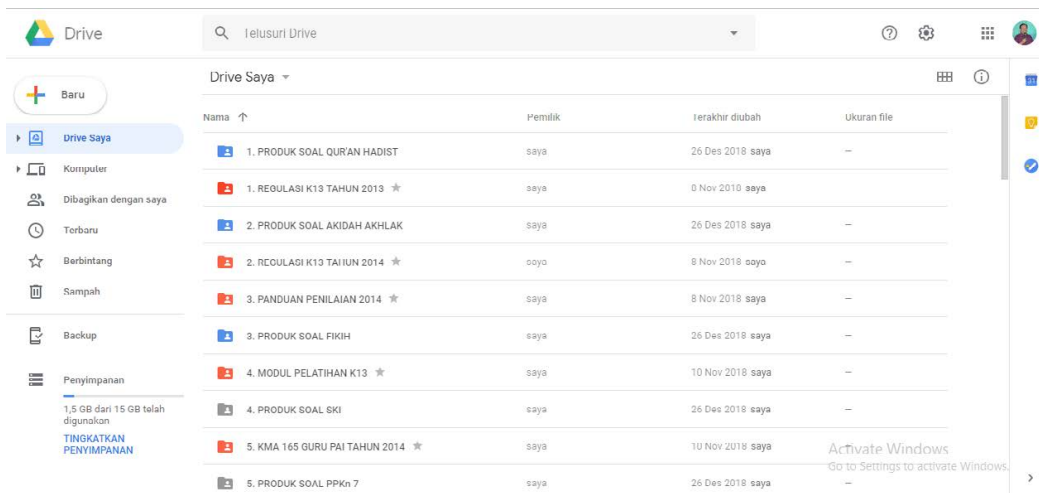 Drive
Telusuri Drive
Drive Saya
Baru
Nama
Pemilik
Terakhir diubah
Ukuran file
Drive Saya
Komputer
Dibagikan dengan saya
Terbaru
Berbintang
Sampah
Backup
Penyimpanan
1,5 GB dari 15 GB telah
digunakan
TINGKATKAN
PENYIMPANAN
1. PRODUK SOAL QUR'AN HADIST saya 26 Des 2018 saya –
1. REGULASI K13 TAHUN 2013 saya Nov saya –
2. PRODUK SOAL AKIDAH AKHLAK saya 26 Des 2018 saya –
2. REGULASI K13 TAHUN 2014 saya 8 Nov 2018 saya –
3. PANDUAN PENILAIAN 2014 saya 8 Nov 2018 saya –
3. PRODUK SOAL FIKIH saya 26 Des 2018 saya –
4. MODUL PELATIHAN K13 saya 10 Nov 2018 saya –
4. PRODUK SOAL SKI saya 26 Des 2018 saya –
5. KMA 165 GURU PAI TAHUN 2014 saya 10 Nov 2018 saya –
5. PRODUK SOAL PPKn 7 saya 26 Des 2018 saya –
Activate Windows
Go to Settings to activate Windows.
31